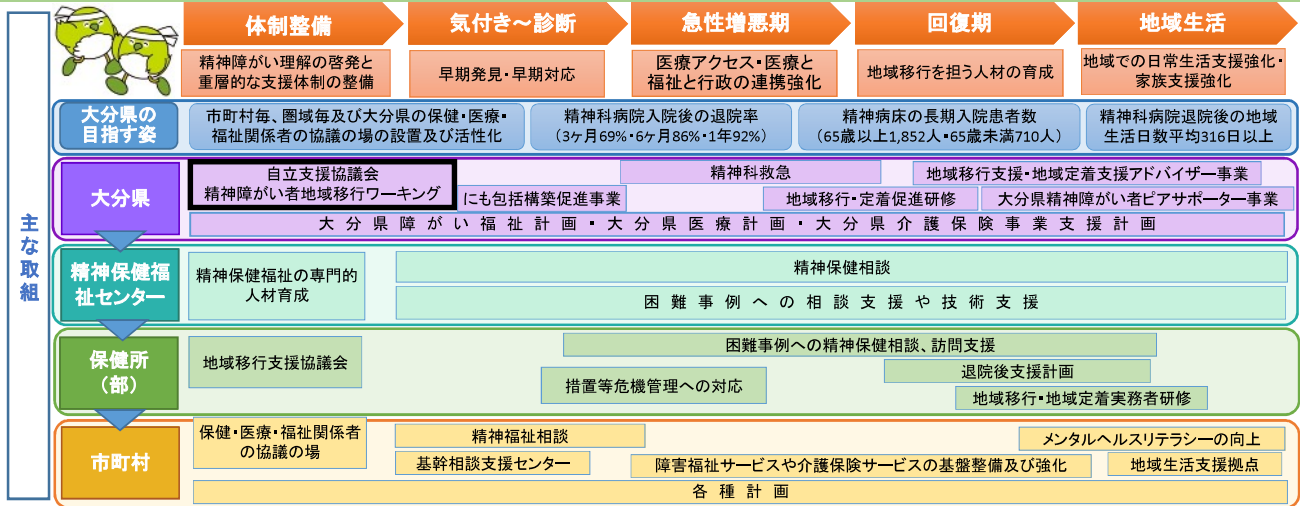 体制整備
気付き～診断
急性増悪期
回復期
地域生活
精神障がい理解の啓発と
重層的な支援体制の整備
早期発見・早期対応
医療アクセス・医療と
福祉と行政の連携強化
地域移行を担う人材の育成
地域での日常生活支援強化・
家族支援強化
大分県の
目指す姿
市町村毎、圏域毎及び大分県の保健・医療・
福祉関係者の協議の場の設置及び活性化
精神科病院入院後の退院率
(3ヶ月69%・6ヶ月86%・1年92%)
精神病床の長期入院患者数
(65歳以上1,852人・65歳未満710人)
精神科病院退院後の地域
生活日数平均316日以上
主な取組
大分県
自立支援協議会
精神障がい者地域移行ワーキング
にも包括構築促進事業
精神科救急
地域移行支援・地域定着支援アドバイザー事業
地域移行・定着促進研修
大分県精神障がい者ピアサポーター事業
大分県障がい福祉計画・大分県医療計画・大分県介護保険事業支援計画
精神保健福
祉センター
精神保健福祉の専門的
人材育成
精神保健相談
困難事例への相談支援や技術支援
保健所
(部)
地域移行支援協議会
困難事例への精神保健相談、訪問支援
措置等危機管理への対応
退院後支援計画
地域移行・地域定着実務者研修
市町村
保健・医療・福祉関係者
の協議の場
精神福祉相談
基幹相談支援センター
メンタルヘルスリテラシーの向上
障害福祉サービスや介護保険サービスの基盤整備及び強化
地域生活支援拠点
各種計画